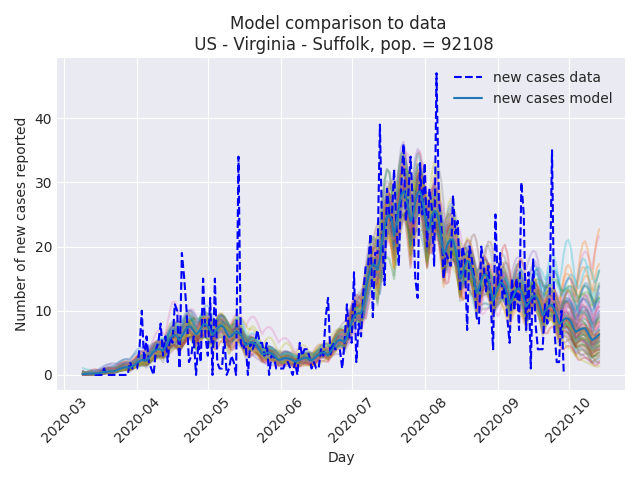 Model comparison to data
US - Virginia - Suffolk, pop. = 92108
new cases data
new cases model
Number of new cases reported
40
30
20
10
0
2020-03
2020-04
2020-05
2020-06
2020-07
2020-08
2020-09
2020-10
Day